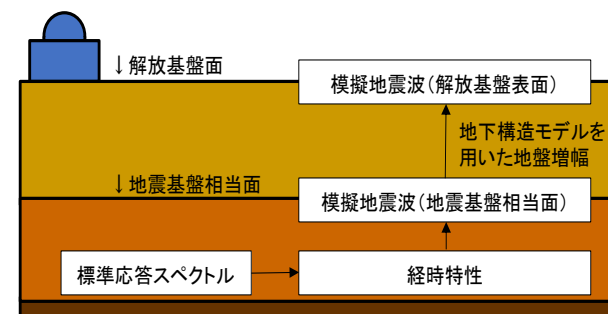 ↓解放基盤面
模擬地震波(解放基盤表面)
地下構造モデルを
用いた地盤増幅
↓地震基盤相当面
模擬地震波(地震基盤相当面)
標準応答スペクトル
経時特性